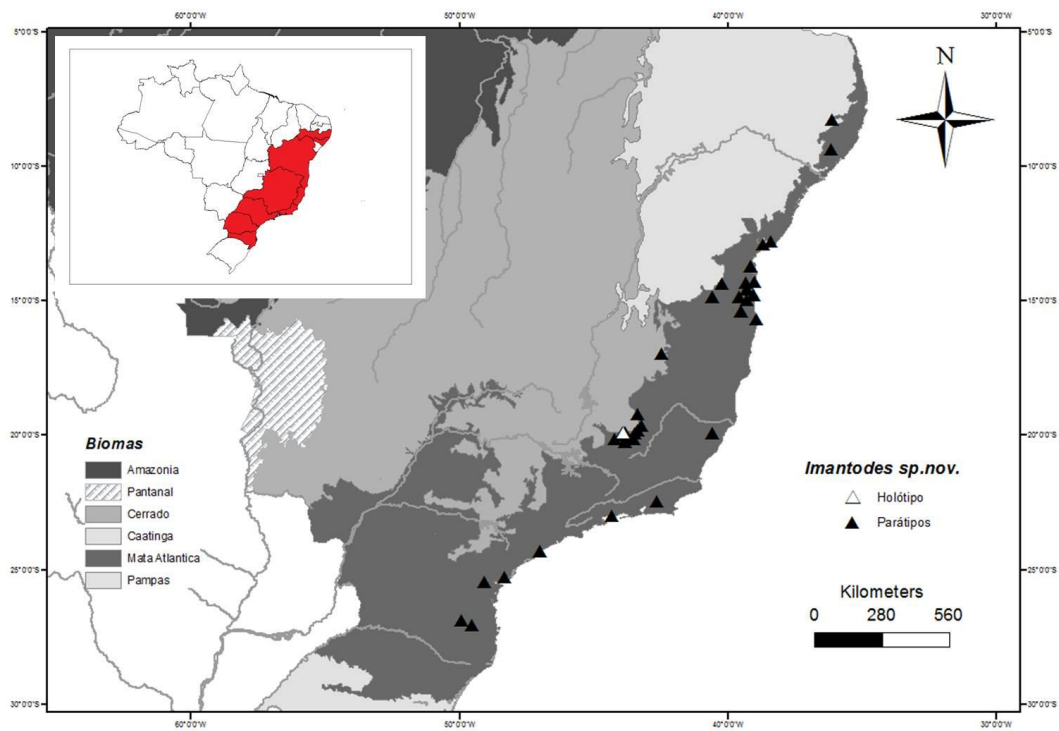 60°0'0"W
50°0'0"W
40°0'0"W
30°0'0"W
5°0'0"S
5°0'0"S
N
10°0'0"S
10°0'0"S
15°0'0"S
15°0'0"S
20°0'0"S
20°0'0"S
25°0'0"S
25°0'0"S
30°0'0"S
30°0'0"S
Biomas
Amazonia
Pantanal
Cerrado
Caatinga
Mata Atlantica
Pampas
Imantodes sp.nov.
Holótipo
Parátipos
Kilometers
0 280 560
60°0'0"W
50°0'0"W
40°0'0"W
30°0'0"W